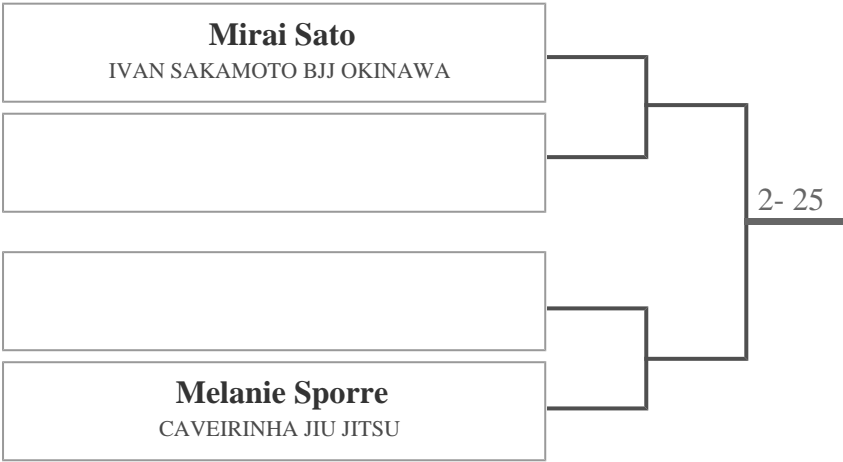 Mirai Sato
IVAN SAKAMOTO BJJ OKINAWA
2- 25
Melanie Sporre
CAVEIRINHA JIU JITSU